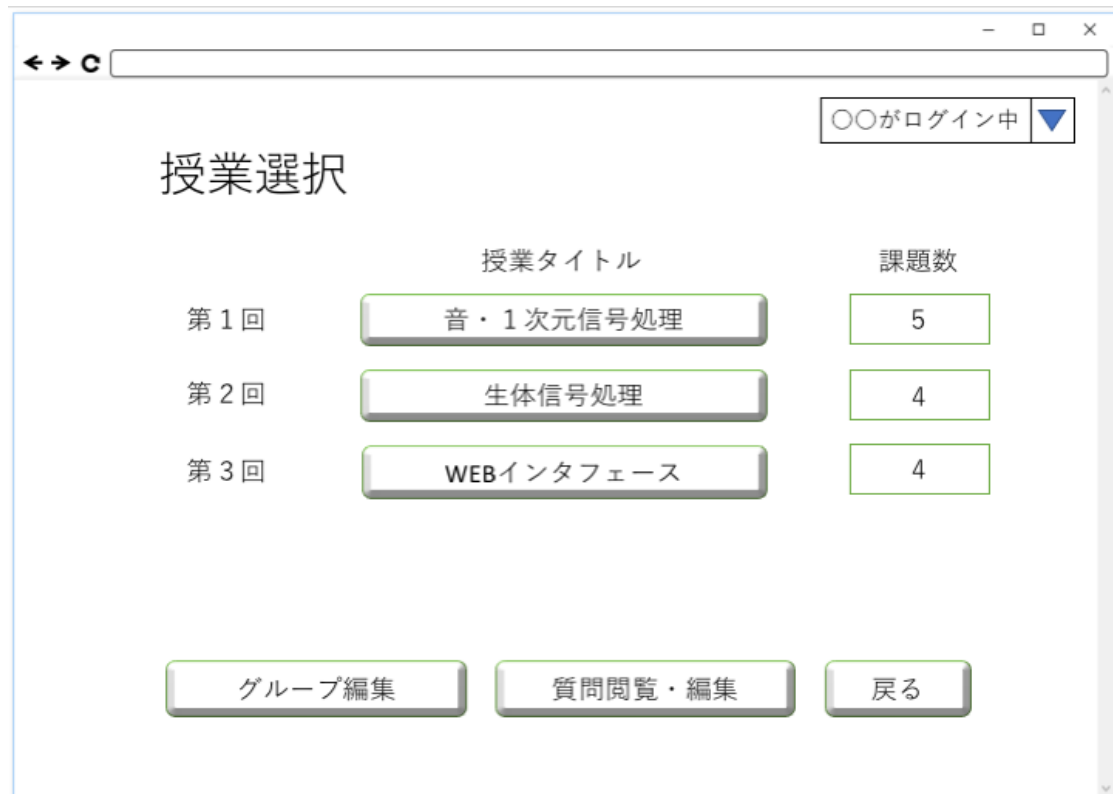 〇〇がログイン中
授業選択
授業タイトル 課題数
第1回 音・１次元信号処理 5
第2回 生体信号処理 4
第3回 WEBインタフェース 4
グループ編集 質問閲覧・編集 戻る